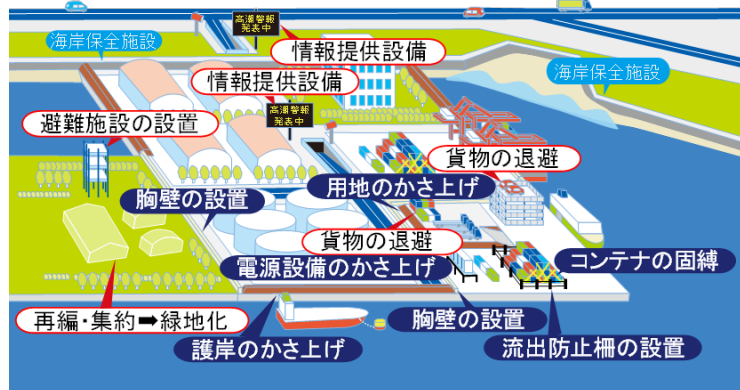 高潮警報
発表中
海岸保全施設
情報提供設備
海岸保全施設
情報提供設備
高潮警報
発表中
避難施設の設置
貨物の退避
用地のかさ上げ
胸壁の設置
貨物の退避
電源設備のかさ上げ
コンテナの固縛
再編・集約➡緑地化
胸壁の設置
護岸のかさ上げ
流出防止柵の設置